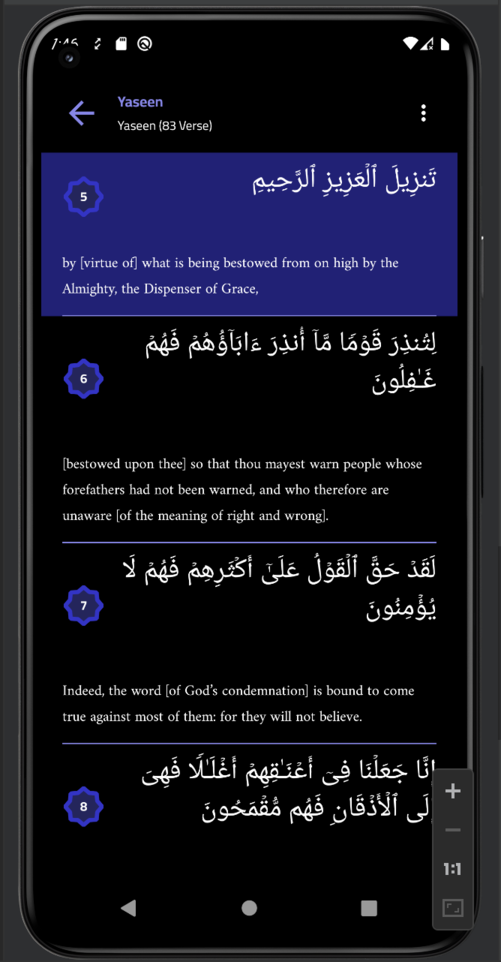 1:46
Yaseen
Yaseen (83 Verse)
تَنزِيلَ ٱلْعَزِيزِ ٱلرَّحِيمِ
5
by [virtue of] what is being bestowed from on high by the
Almighty, the Dispenser of Grace,
لِتُنذِرَ قَوْمًا مَّآ أُنذِرَ ءَابَآؤُهُمْ فَهُمْ
غَـٰفِلُونَ
6
[bestowed upon thee] so that thou mayest warn people whose
forefathers had not been warned, and who therefore are
unaware [of the meaning of right and wrong].
لَقَدْ حَقَّ ٱلْقَوْلُ عَلَىٰٓ أَكْثَرِهِمْ فَهُمْ لَا
يُؤْمِنُونَ
7
Indeed, the word [of God’s condemnation] is bound to come
true against most of them: for they will not believe.
إِنَّا جَعَلْنَا فِىٓ أَعْنَـٰقِهِمْ أَغْلَـٰلًا فَهِىَ
إِلَى ٱلْأَذْقَانِ فَهُم مُّقْمَحُونَ
8
1:1